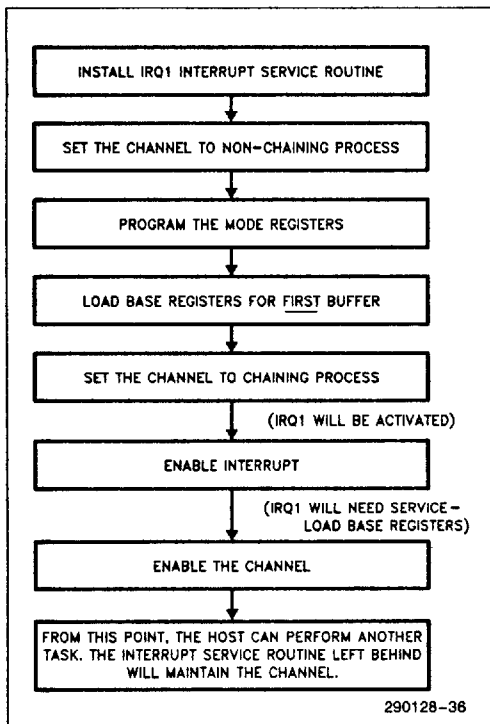 INSTALL IRQ1 INTERRUPT SERVICE ROUTINE
SET THE CHANNEL TO NON-CHAINING PROCESS
PROGRAM THE MODE REGISTERS
LOAD BASE REGISTERS FOR FIRST BUFFER
SET THE CHANNEL TO CHAINING PROCESS
(IRQ1 WILL BE ACTIVATED)
ENABLE INTERRUPT
(IRQ1 WILL NEED SERVICE-
LOAD BASE REGISTERS)
ENABLE THE CHANNEL
FROM THIS POINT, THE HOST CAN PERFORM ANOTHER
TASK. THE INTERRUPT SERVICE ROUTINE LEFT BEHIND
WILL MAINTAIN THE CHANNEL.
290128-36